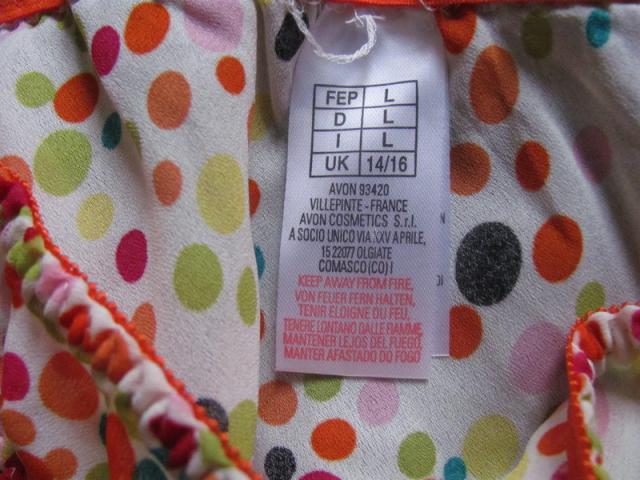 FEP L
D L
I L
UK 14/16
AVON 93420
VILLEPINTE - FRANCE
AVON COSMETICS S.r.l.
A SOCIO UNICO VIA XXV APRILE,
15 22077 OLGIATE
COMASCO (CO) I
KEEP AWAY FROM FIRE,
VON FEUER FERN HALTEN,
TENIR ELOIGNE DU FEU,
TENERE LONTANO DALLE FIAMME,
MANTENER LEJOS DEL FUEGO,
MANTER AFASTADO DO FOGO